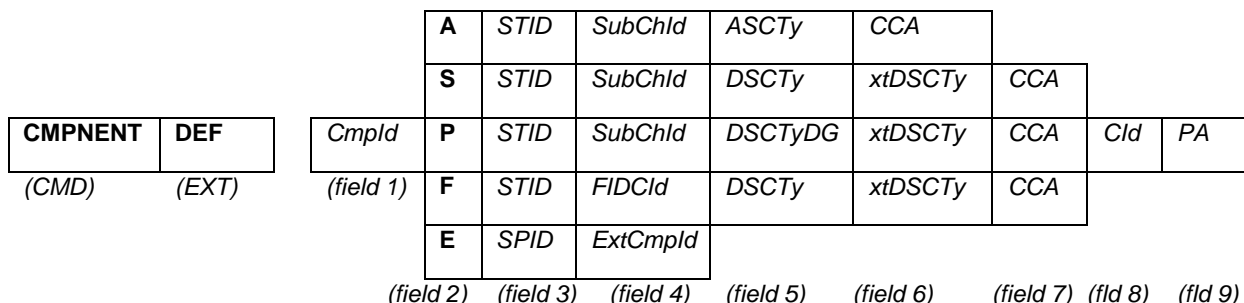 A STID SubChId ASCTy CCA
S STID SubChId DSCTy xtDSCTy CCA
CMPNENT DEF CmpId P STID SubChId DSCTyDG xtDSCTy CCA CId PA
(CMD) (EXT) (field 1) F STID FIDCId DSCTy xtDSCTy CCA
E SPID ExtCmpId
(field 2) (field 3) (field 4) (field 5) (field 6) (field 7) (fld 8) (fld 9)